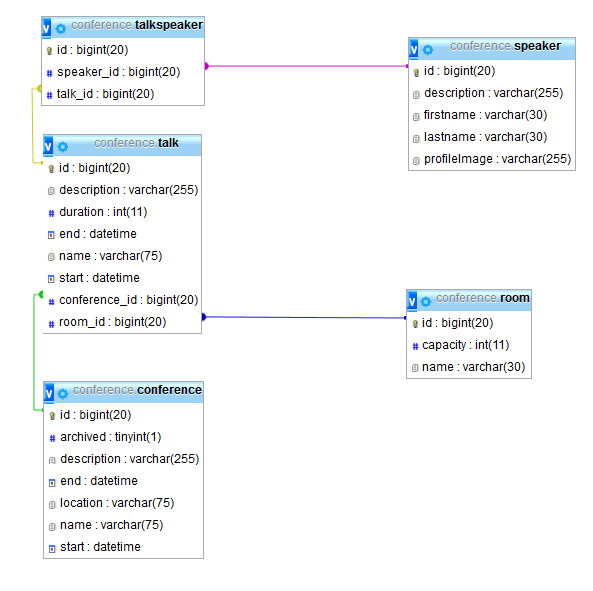 v conference.talkspeaker
id : bigint(20)
# speaker_id : bigint(20)
# talk_id : bigint(20)
v conference.speaker
id : bigint(20)
description : varchar(255)
firstname : varchar(30)
lastname : varchar(30)
profileImage : varchar(255)
v conference.talk
id : bigint(20)
description : varchar(255)
# duration : int(11)
end : datetime
name : varchar(75)
start : datetime
# conference_id : bigint(20)
# room_id : bigint(20)
v conference.room
id : bigint(20)
# capacity : int(11)
name : varchar(30)
v conference.conference
id : bigint(20)
# archived : tinyint(1)
description : varchar(255)
end : datetime
location : varchar(75)
name : varchar(75)
start : datetime